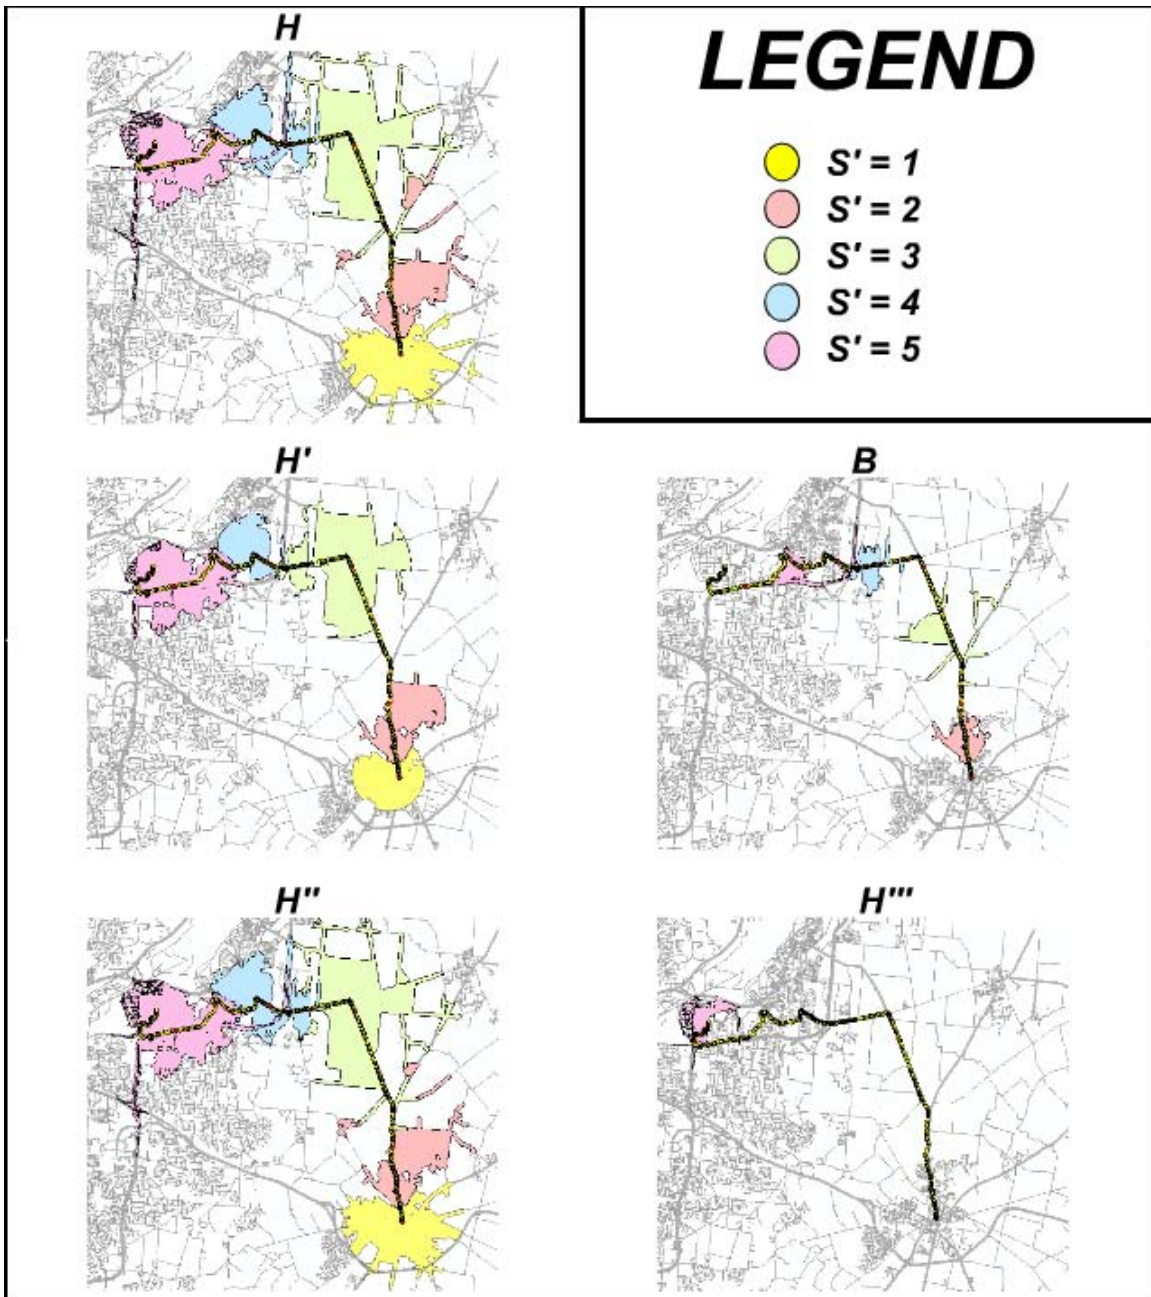 H
LEGEND
S' = 1
S' = 2
S' = 3
S' = 4
S' = 5
H'
B
H''
H'''